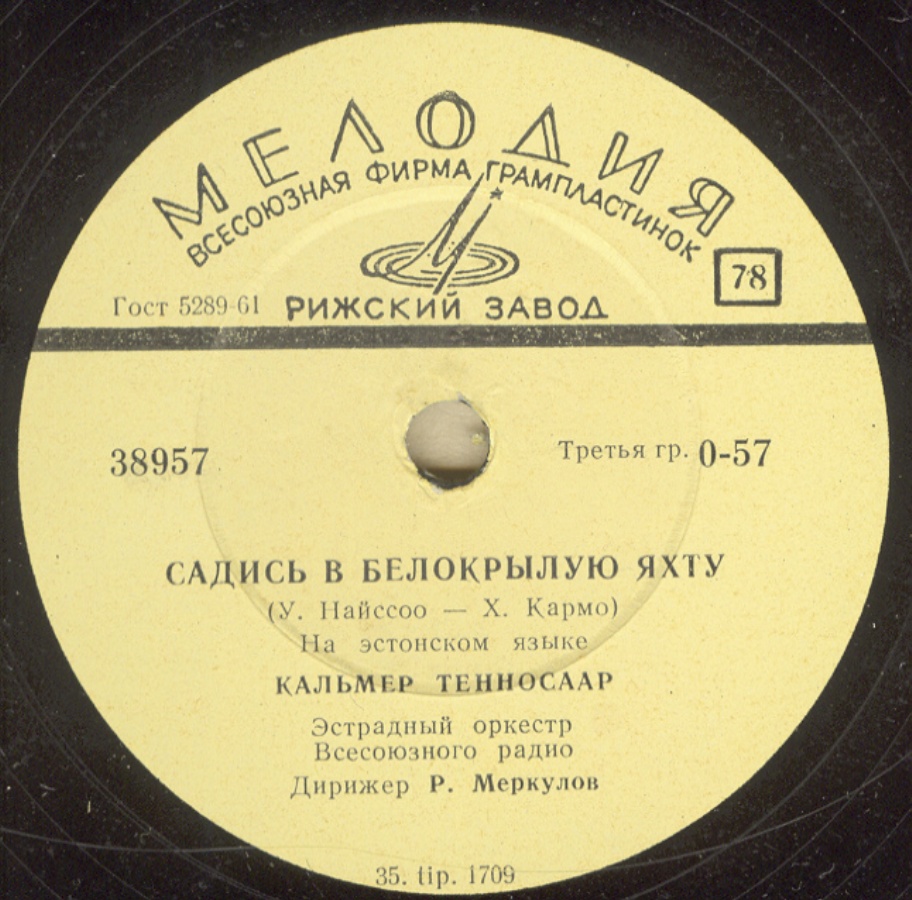 МЕЛОДИЯ
ВСЕСОЮЗНАЯ ФИРМА ГРАМПЛАСТИНОК
78
Гост 5289-61
РИЖСКИЙ ЗАВОД
38957
Третья гр. 0-57
САДИСЬ В БЕЛОКРЫЛУЮ ЯХТУ
(У. Найссоо — Х. Кармо)
На эстонском языке
КАЛЬМЕР ТЕННОСААР
Эстрадный оркестр
Всесоюзного радио
Дирижер Р. Меркулов
35. tip. 1709